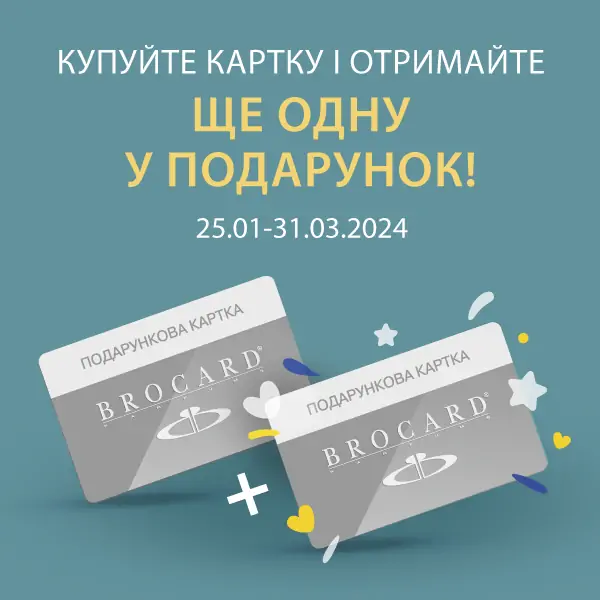 КУПУЙТЕ КАРТКУ І ОТРИМАЙТЕ
ЩЕ ОДНУ
У ПОДАРУНОК!
25.01-31.03.2024
ПОДАРУНКОВА КАРТКА
BROCARD®
ПОДАРУНКОВА КАРТКА
BROCARD®